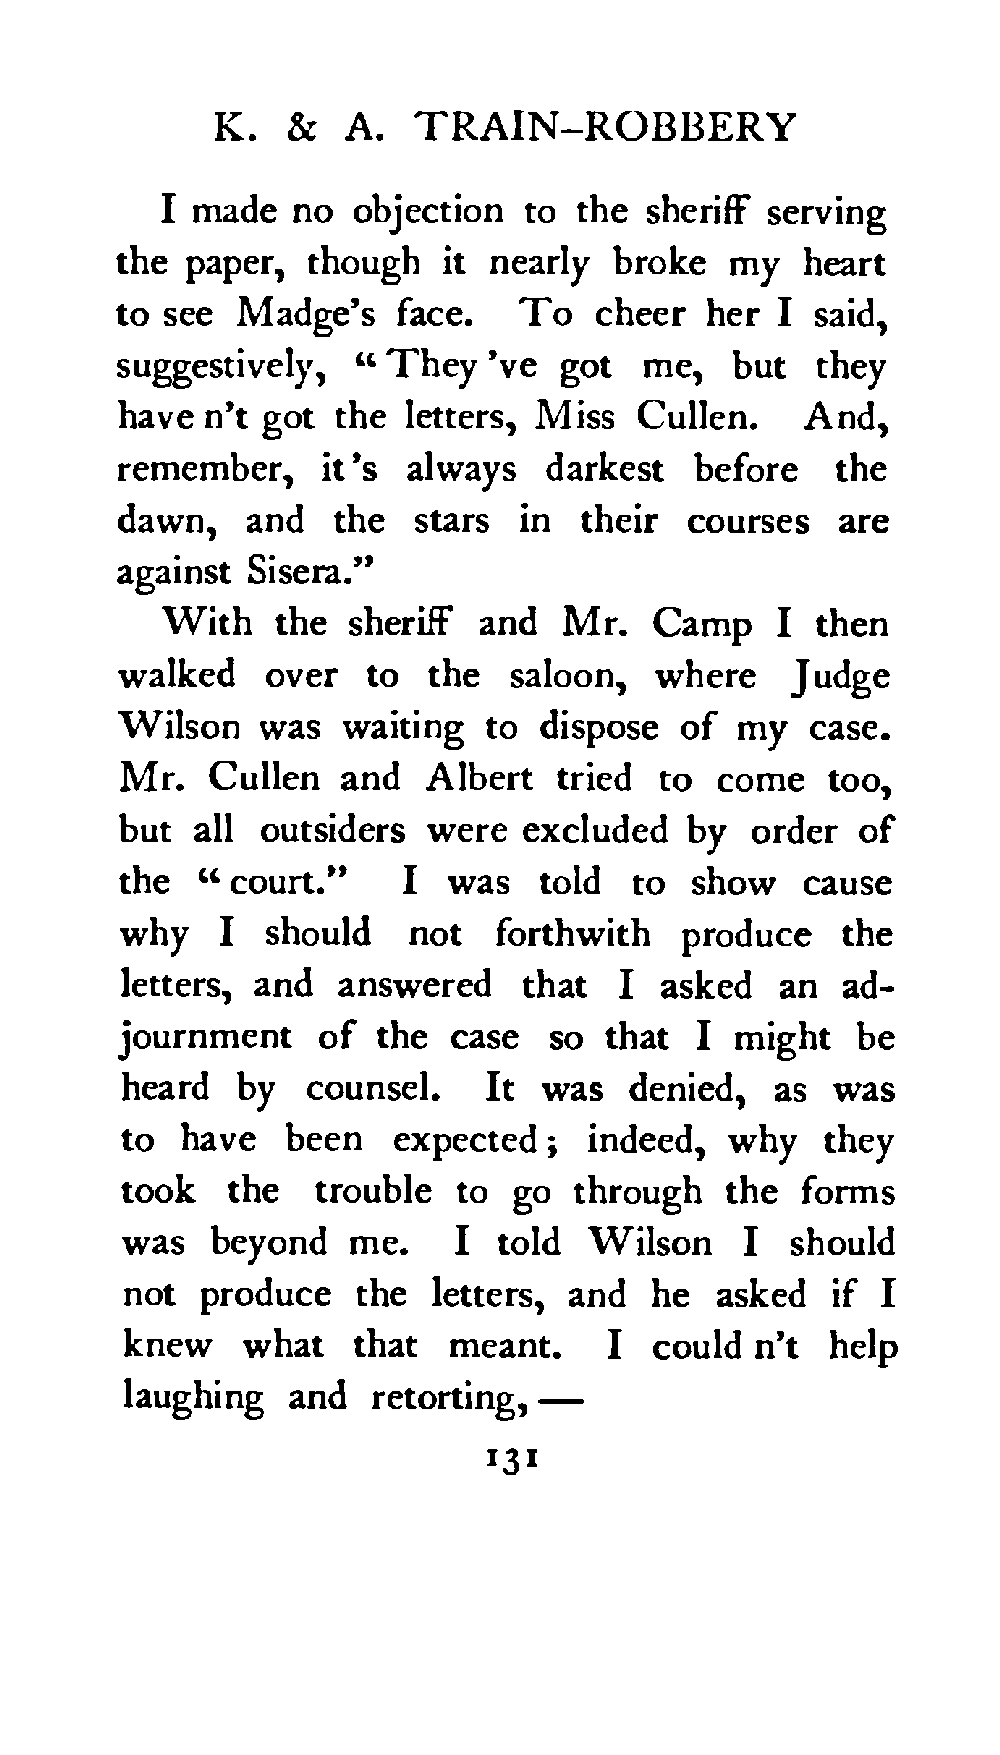 K. & A. TRAIN-ROBBERY
I made no objection to the sheriff serving
the paper, though it nearly broke my heart
to see Madge's face. To cheer her I said,
suggestively, "They 've got me, but they
have n't got the letters, Miss Cullen. And,
remember, it 's always darkest before the
dawn, and the stars in their courses are
against Sisera."
With the sheriff and Mr. Camp I then
walked over to the saloon, where Judge
Wilson was waiting to dispose of my case.
Mr. Cullen and Albert tried to come too,
but all outsiders were excluded by order of
the "court." I was told to show cause
why I should not forthwith produce the
letters, and answered that I asked an ad-
journment of the case so that I might be
heard by counsel. It was denied, as was
to have been expected; indeed, why they
took the trouble to go through the forms
was beyond me. I told Wilson I should
not produce the letters, and he asked if I
knew what that meant. I could n't help
laughing and retorting,—
131